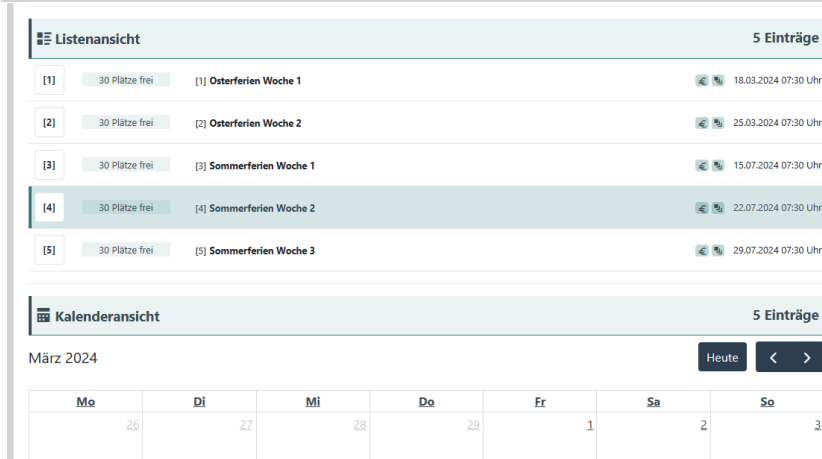 Listenansicht 5 Einträge
[1] 30 Plätze frei [1] Osterferien Woche 1 € 18.03.2024 07:30 Uhr
[2] 30 Plätze frei [2] Osterferien Woche 2 € 25.03.2024 07:30 Uhr
[3] 30 Plätze frei [3] Sommerferien Woche 1 € 15.07.2024 07:30 Uhr
[4] 30 Plätze frei [4] Sommerferien Woche 2 € 22.07.2024 07:30 Uhr
[5] 30 Plätze frei [5] Sommerferien Woche 3 € 29.07.2024 07:30 Uhr
Kalenderansicht 5 Einträge
März 2024 Heute
Mo Di Mi Do Fr Sa So
26 27 28 29 1 2 3